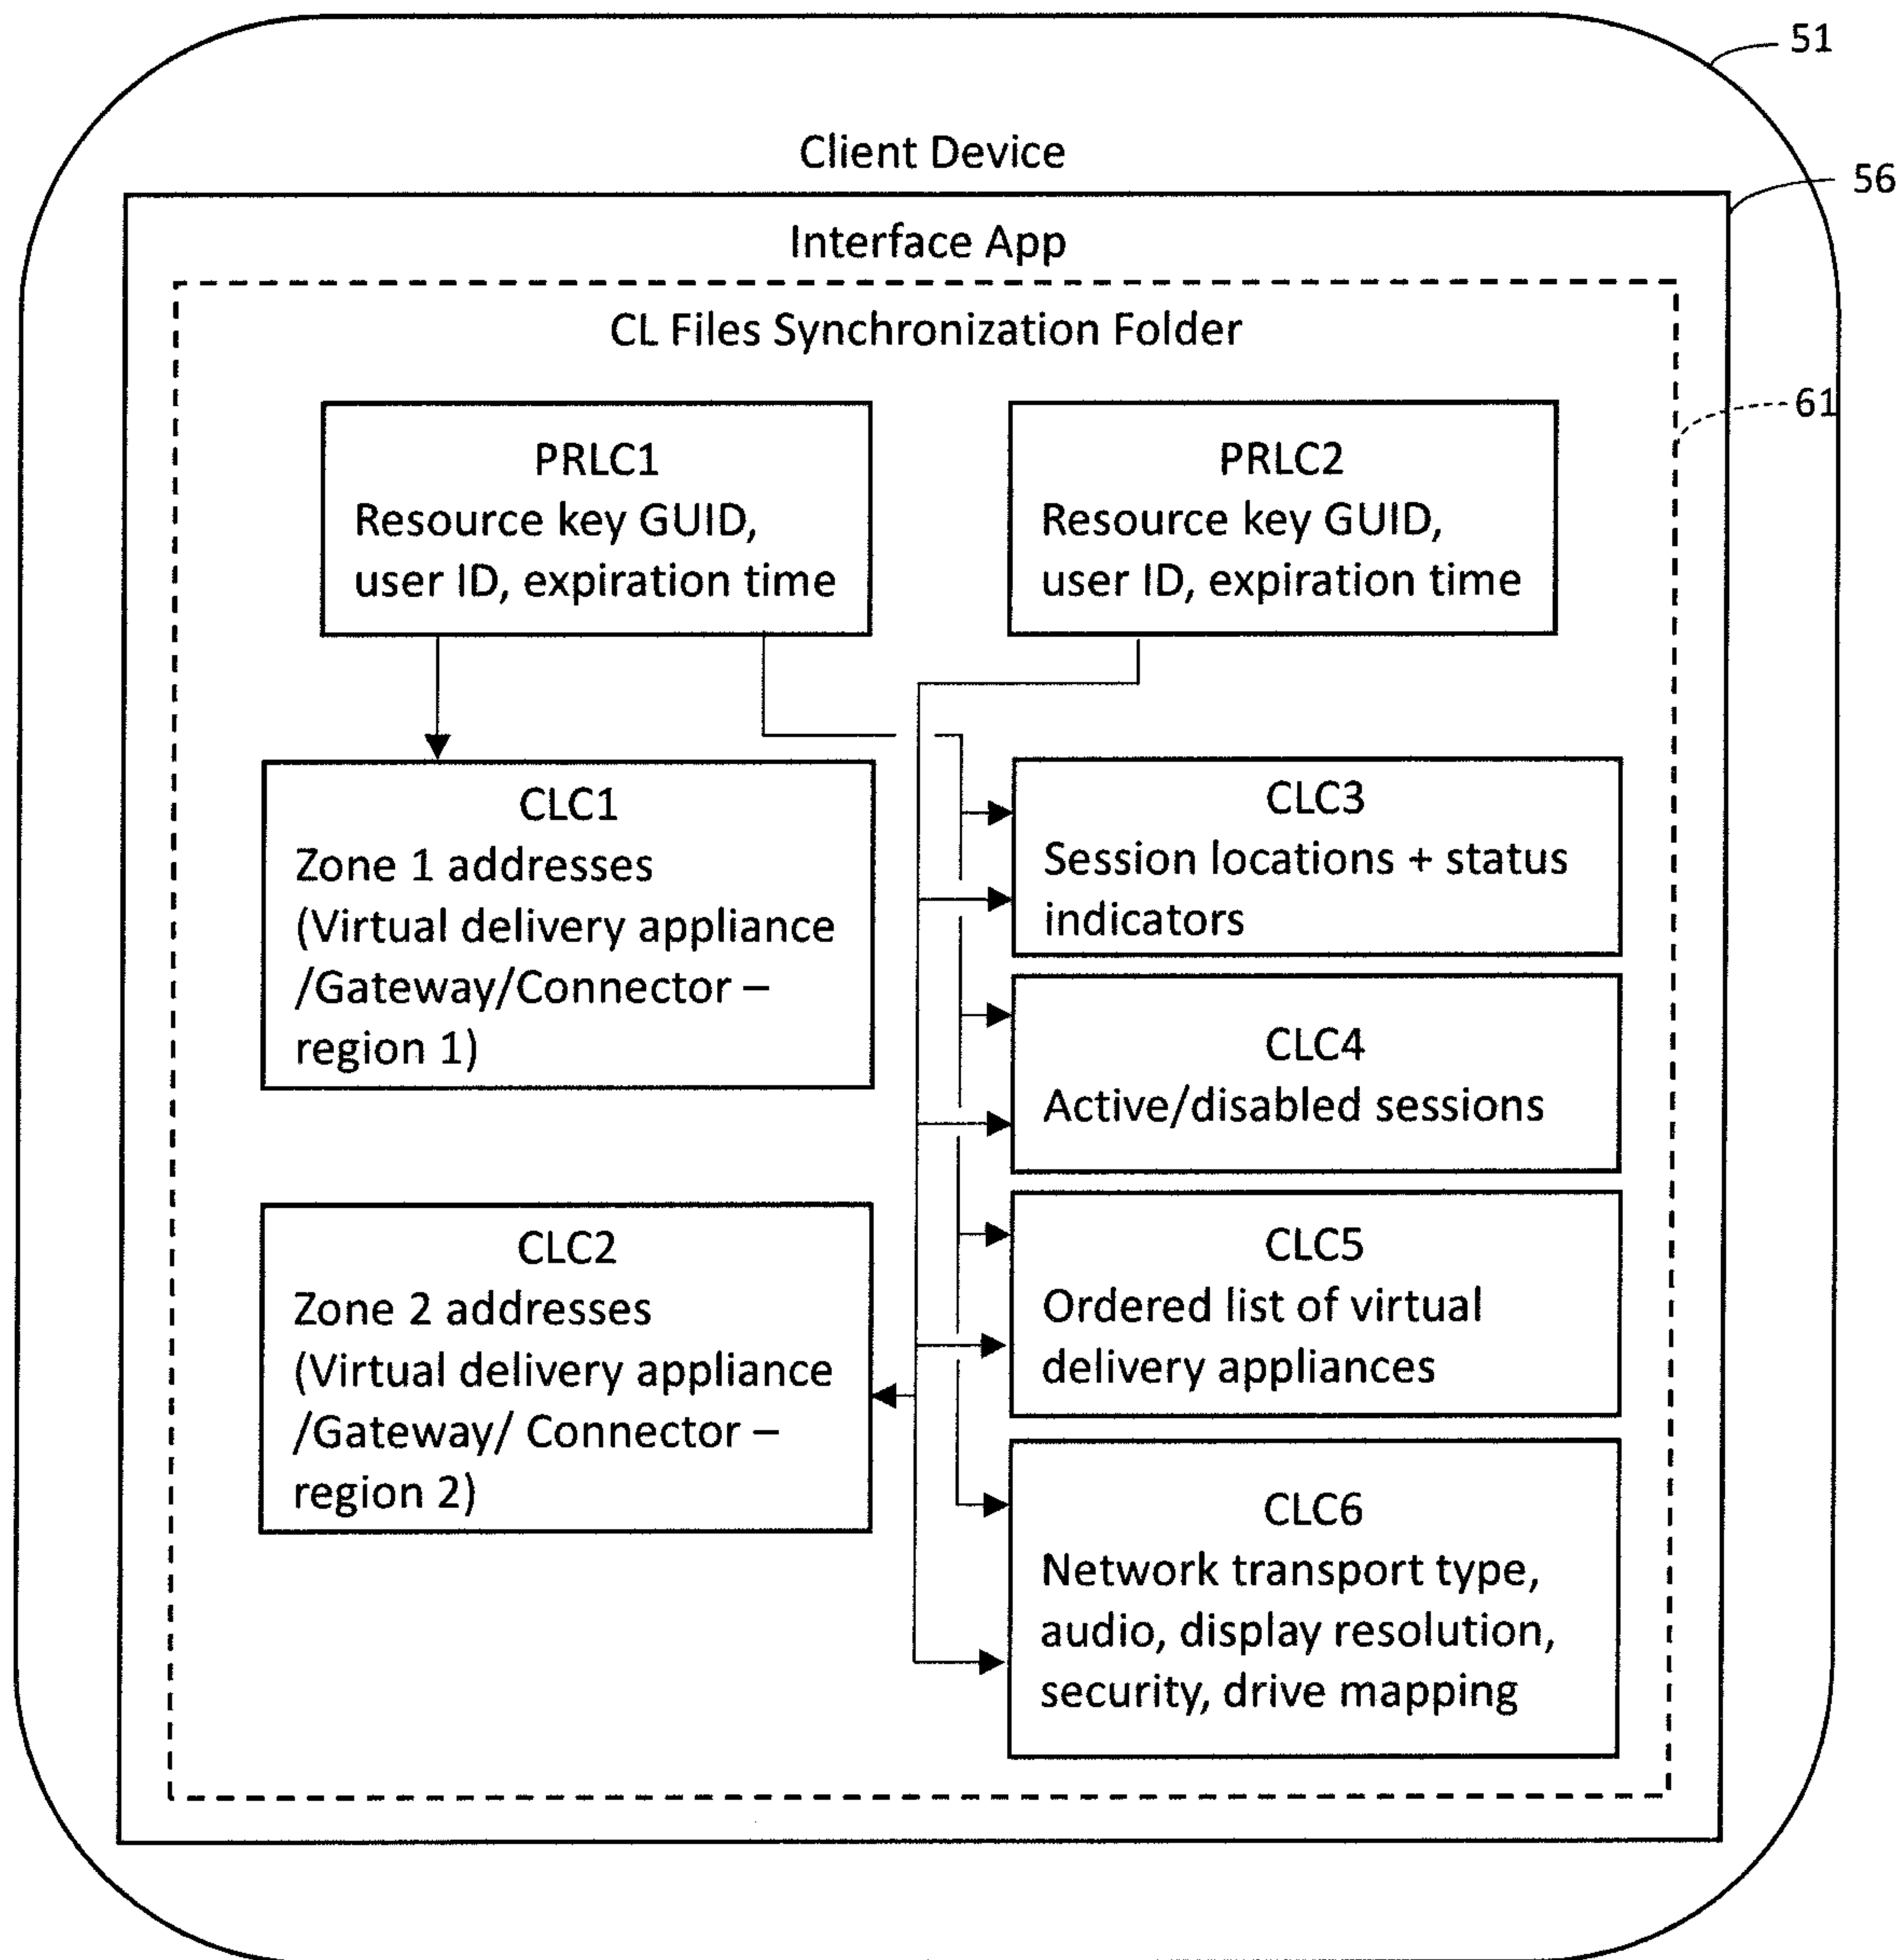 51
Client Device
56
Interface App
CL Files Synchronization Folder
61
PRLC1
Resource key GUID,
user ID, expiration time
PRLC2
Resource key GUID,
user ID, expiration time
CLC1
Zone 1 addresses
(Virtual delivery appliance
/Gateway/Connector –
region 1)
CLC3
Session locations + status
indicators
CLC4
Active/disabled sessions
CLC2
Zone 2 addresses
(Virtual delivery appliance
/Gateway/ Connector –
region 2)
CLC5
Ordered list of virtual
delivery appliances
CLC6
Network transport type,
audio, display resolution,
security, drive mapping